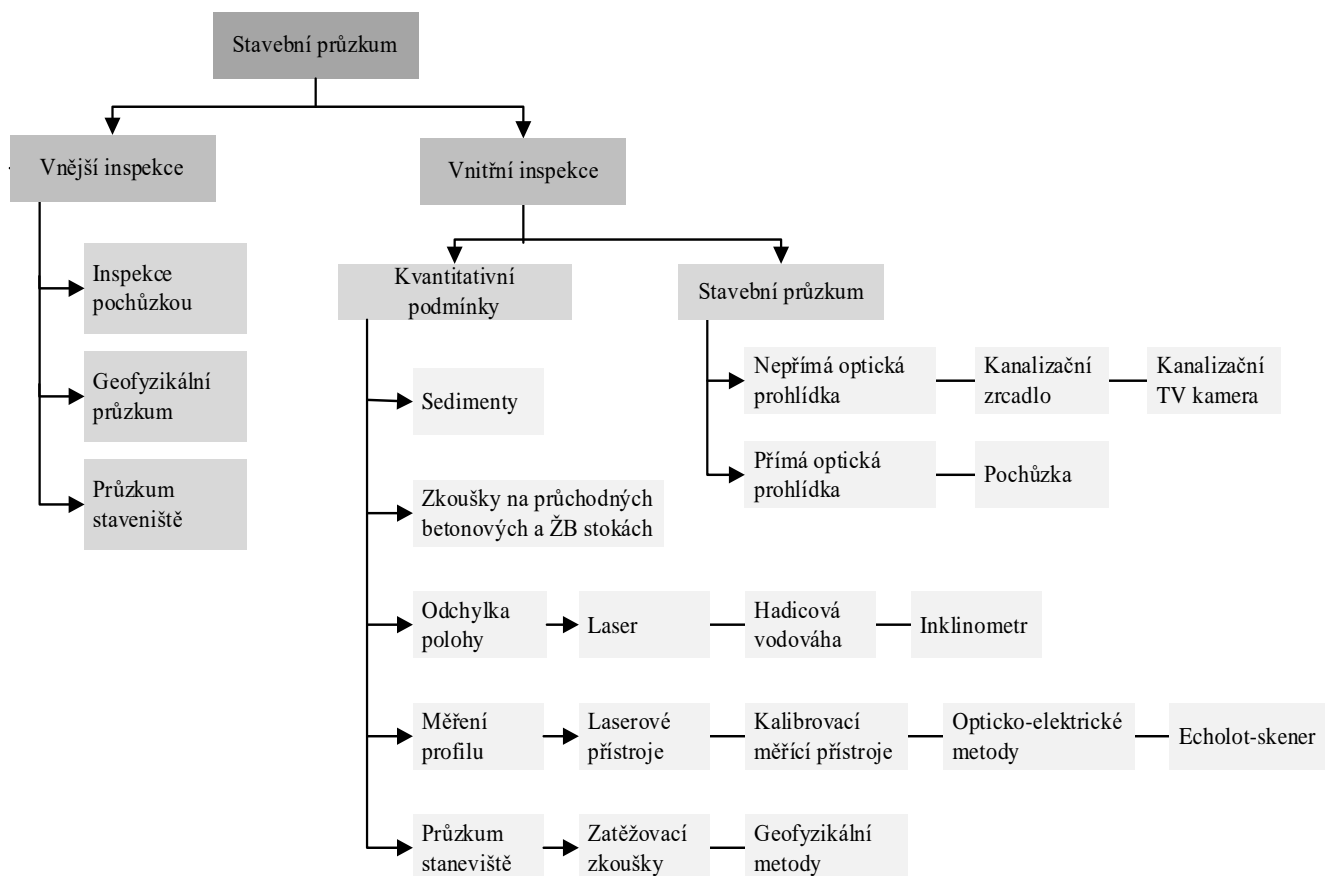 Stavební průzkum
Vnější inspekce
Vnitřní inspekce
Inspekce
pochůzkou
Geofyzikální
průzkum
Průzkum
staveniště
Kvantitativní
podmínky
Stavební průzkum
Nepřímá optická
prohlídka
Kanalizační
zrcadlo
Kanalizační
TV kamera
Přímá optická
prohlídka
Pochůzka
Sedimenty
Zkoušky na průchodných
betonových a ŽB stokách
Odchylka
polohy
Laser
Hadicová
vodováha
Inklinometr
Měření
profilu
Laserové
přístroje
Kalibrovací
měřící přístroje
Opticko-elektrické
metody
Echolot-skener
Průzkum
staneviště
Zatěžovací
zkoušky
Geofyzikální
metody